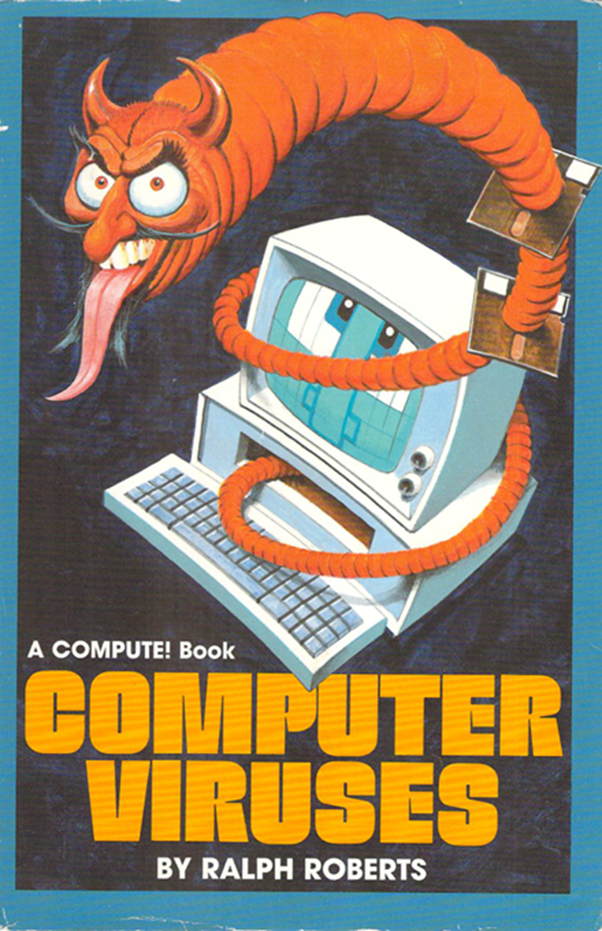 A COMPUTE! Book
COMPUTER
VIRUSES
BY RALPH ROBERTS